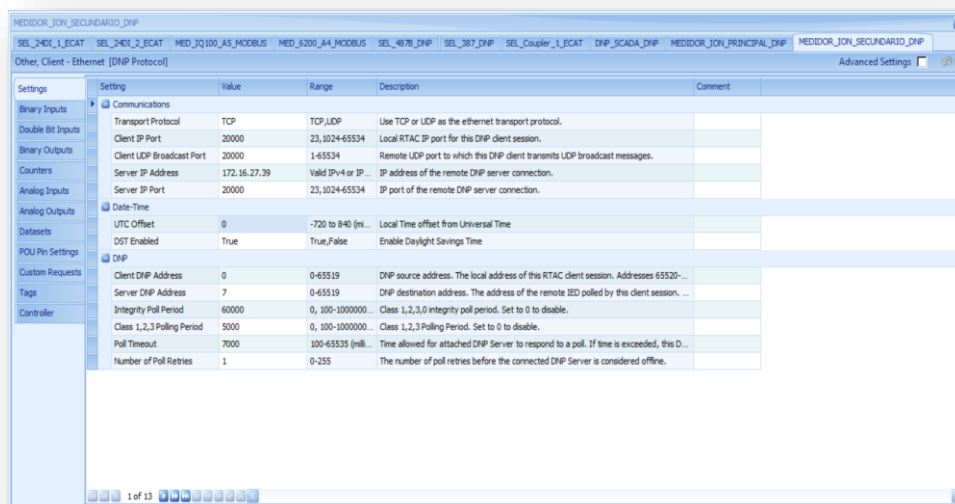 MEDIDOR_ION_SECUNDARIO_DNP
SEL_24DI_1_ECAT SEL_24DI_2_ECAT MED_IQ100_A5_MODBUS MED_6200_A4_MODBUS SEL_487B_DNP SEL_387_DNP SEL_Coupler_1_ECAT DNP_SCADA_DNP MEDIDOR_ION_PRINCIPAL_DNP MEDIDOR_ION_SECUNDARIO_DNP
Other, Client - Ethernet [DNP Protocol] Advanced Settings
Settings
Binary Inputs
Double Bit Inputs
Binary Outputs
Counters
Analog Inputs
Analog Outputs
Datasets
POU Pin Settings
Custom Requests
Tags
Controller
Setting Value Range Description Comment
Communications
Transport Protocol TCP TCP,UDP Use TCP or UDP as the ethernet transport protocol.
Client IP Port 20000 23,1024-65534 Local RTAC IP port for this DNP client session.
Client UDP Broadcast Port 20000 1-65534 Remote UDP port to which this DNP client transmits UDP broadcast messages.
Server IP Address 172.16.27.39 Valid IPv4 or IP... IP address of the remote DNP server connection.
Server IP Port 20000 23,1024-65534 IP port of the remote DNP server connection.
Date-Time
UTC Offset 0 -720 to 840 (mi... Local Time offset from Universal Time
DST Enabled True True,False Enable Daylight Savings Time
DNP
Client DNP Address 0 0-65519 DNP source address. The local address of this RTAC client session. Addresses 65520-...
Server DNP Address 7 0-65519 DNP destination address. The address of the remote IED polled by this client session. ...
Integrity Poll Period 60000 0, 100-1000000... Class 1,2,3,0 integrity poll period. Set to 0 to disable.
Class 1,2,3 Polling Period 5000 0, 100-1000000... Class 1,2,3 Polling Period. Set to 0 to disable.
Poll Timeout 7000 100-65535 (milli... Time allowed for attached DNP Server to respond to a poll. If time is exceeded, this D...
Number of Poll Retries 1 0-255 The number of poll retries before the connected DNP Server is considered offline.
1 of 13